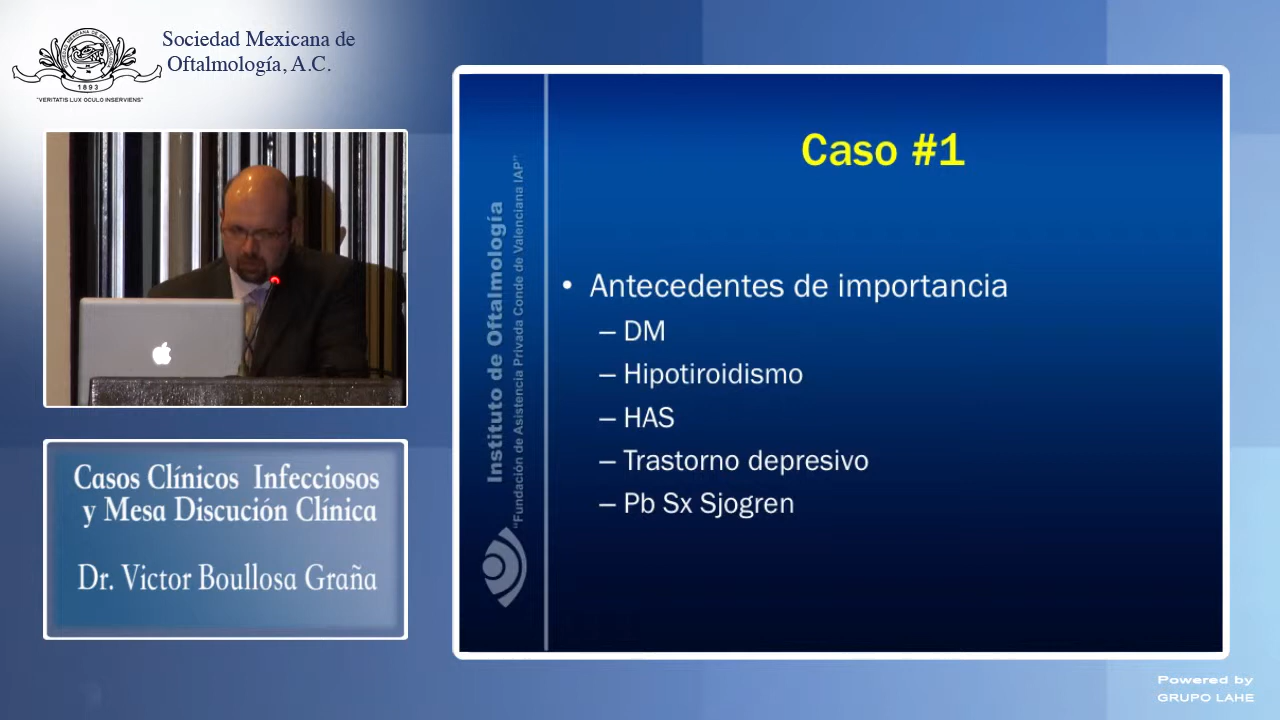 Sociedad Mexicana de
Oftalmología, A.C.
1893
"VERITATIS LUX OCULO INSERVIENS"
Casos Clínicos Infecciosos
y Mesa Discución Clínica
Dr. Victor Boullosa Graña
Instituto de Oftalmología
"Fundación de Asistencia Privada Conde de Valenciana IAP"
Caso #1
• Antecedentes de importancia
– DM
– Hipotiroidismo
– HAS
– Trastorno depresivo
– Pb Sx Sjogren
Powered by
GRUPO LAHE